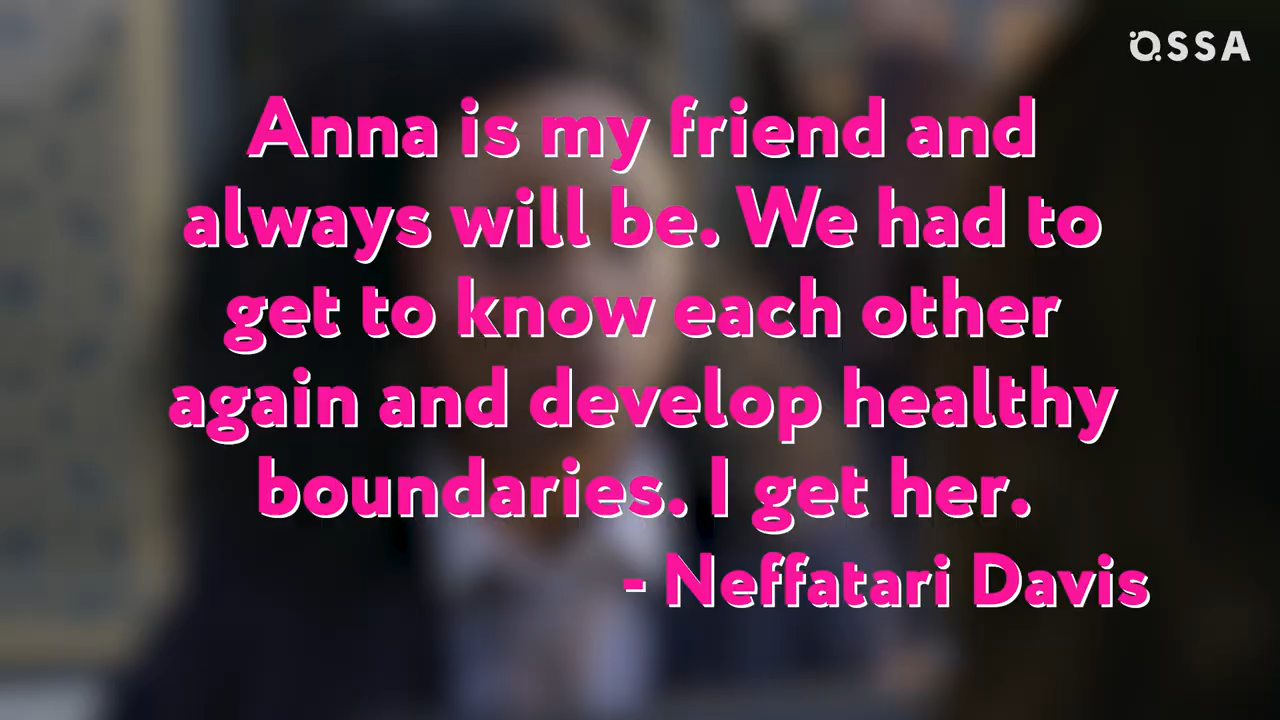 OSSA
Anna is my friend and
always will be. We had to
get to know each other
again and develop healthy
boundaries. I get her.
- Neffatari Davis